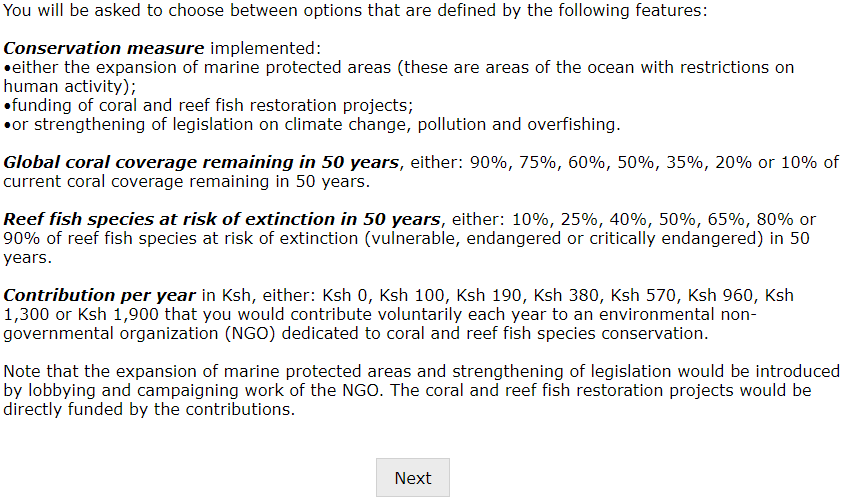 You will be asked to choose between options that are defined by the following features:
Conservation measure implemented:
•either the expansion of marine protected areas (these are areas of the ocean with restrictions on
human activity);
•funding of coral and reef fish restoration projects;
•or strengthening of legislation on climate change, pollution and overfishing.
Global coral coverage remaining in 50 years, either: 90%, 75%, 60%, 50%, 35%, 20% or 10% of
current coral coverage remaining in 50 years.
Reef fish species at risk of extinction in 50 years, either: 10%, 25%, 40%, 50%, 65%, 80% or
90% of reef fish species at risk of extinction (vulnerable, endangered or critically endangered) in 50
years.
Contribution per year in Ksh, either: Ksh 0, Ksh 100, Ksh 190, Ksh 380, Ksh 570, Ksh 960, Ksh
1,300 or Ksh 1,900 that you would contribute voluntarily each year to an environmental non-
governmental organization (NGO) dedicated to coral and reef fish species conservation.
Note that the expansion of marine protected areas and strengthening of legislation would be introduced
by lobbying and campaigning work of the NGO. The coral and reef fish restoration projects would be
directly funded by the contributions.
Next